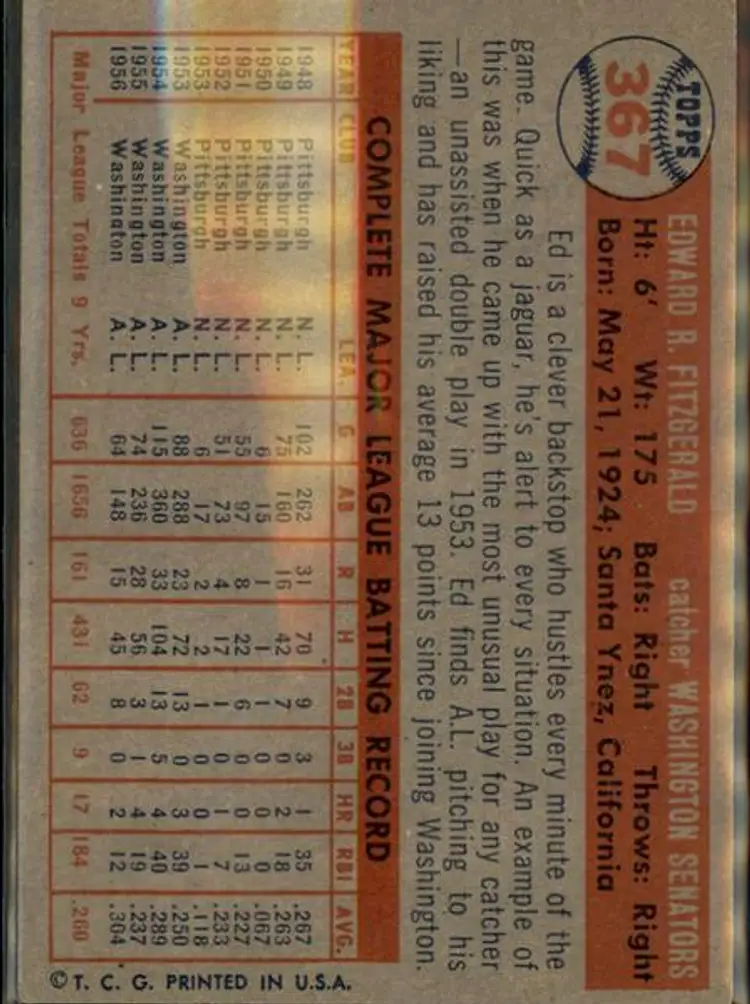 TOPPS
367
EDWARD R. FITZGERALD catcher WASHINGTON SENATORS
Ht: 6' Wt: 175 Bats: Right Throws: Right
Born: May 21, 1924; Santa Ynez, California
Ed is a clever backstop who hustles every minute of the
game. Quick as a jaguar, he's alert to every situation. An example of
this was when he came up with the most unusual play for any catcher
—an unassisted double play in 1953. Ed finds A.L. pitching to his
liking and has raised his average 13 points since joining Washington.
COMPLETE MAJOR LEAGUE BATTING RECORD
YEAR CLUB LEA. G AB R H 2B 3B HR RBI AVG.
1948 Pittsburgh N. L. 102 262 31 70 9 3 1 35 .267
1949 Pittsburgh N. L. 75 160 16 42 7 0 2 18 .263
1950 Pittsburgh N. L. 6 15 1 1 1 0 0 0 .067
1951 Pittsburgh N. L. 55 97 8 22 6 0 0 13 .227
1952 Pittsburgh N. L. 51 73 4 17 1 0 1 7 .233
1953 Pittsburgh N. L. 6 17 2 2 1 0 0 1 .118
1953 Washington A. L. 88 288 23 72 13 0 3 39 .250
1954 Washington A. L. 115 360 33 104 13 5 4 40 .289
1955 Washington A. L. 74 236 28 56 3 1 4 19 .237
1956 Washington A. L. 64 148 15 45 8 0 2 12 .304
Major League Totals 9 Yrs. 636 1656 161 431 62 9 17 184 .260
© T. C. G. PRINTED IN U.S.A.